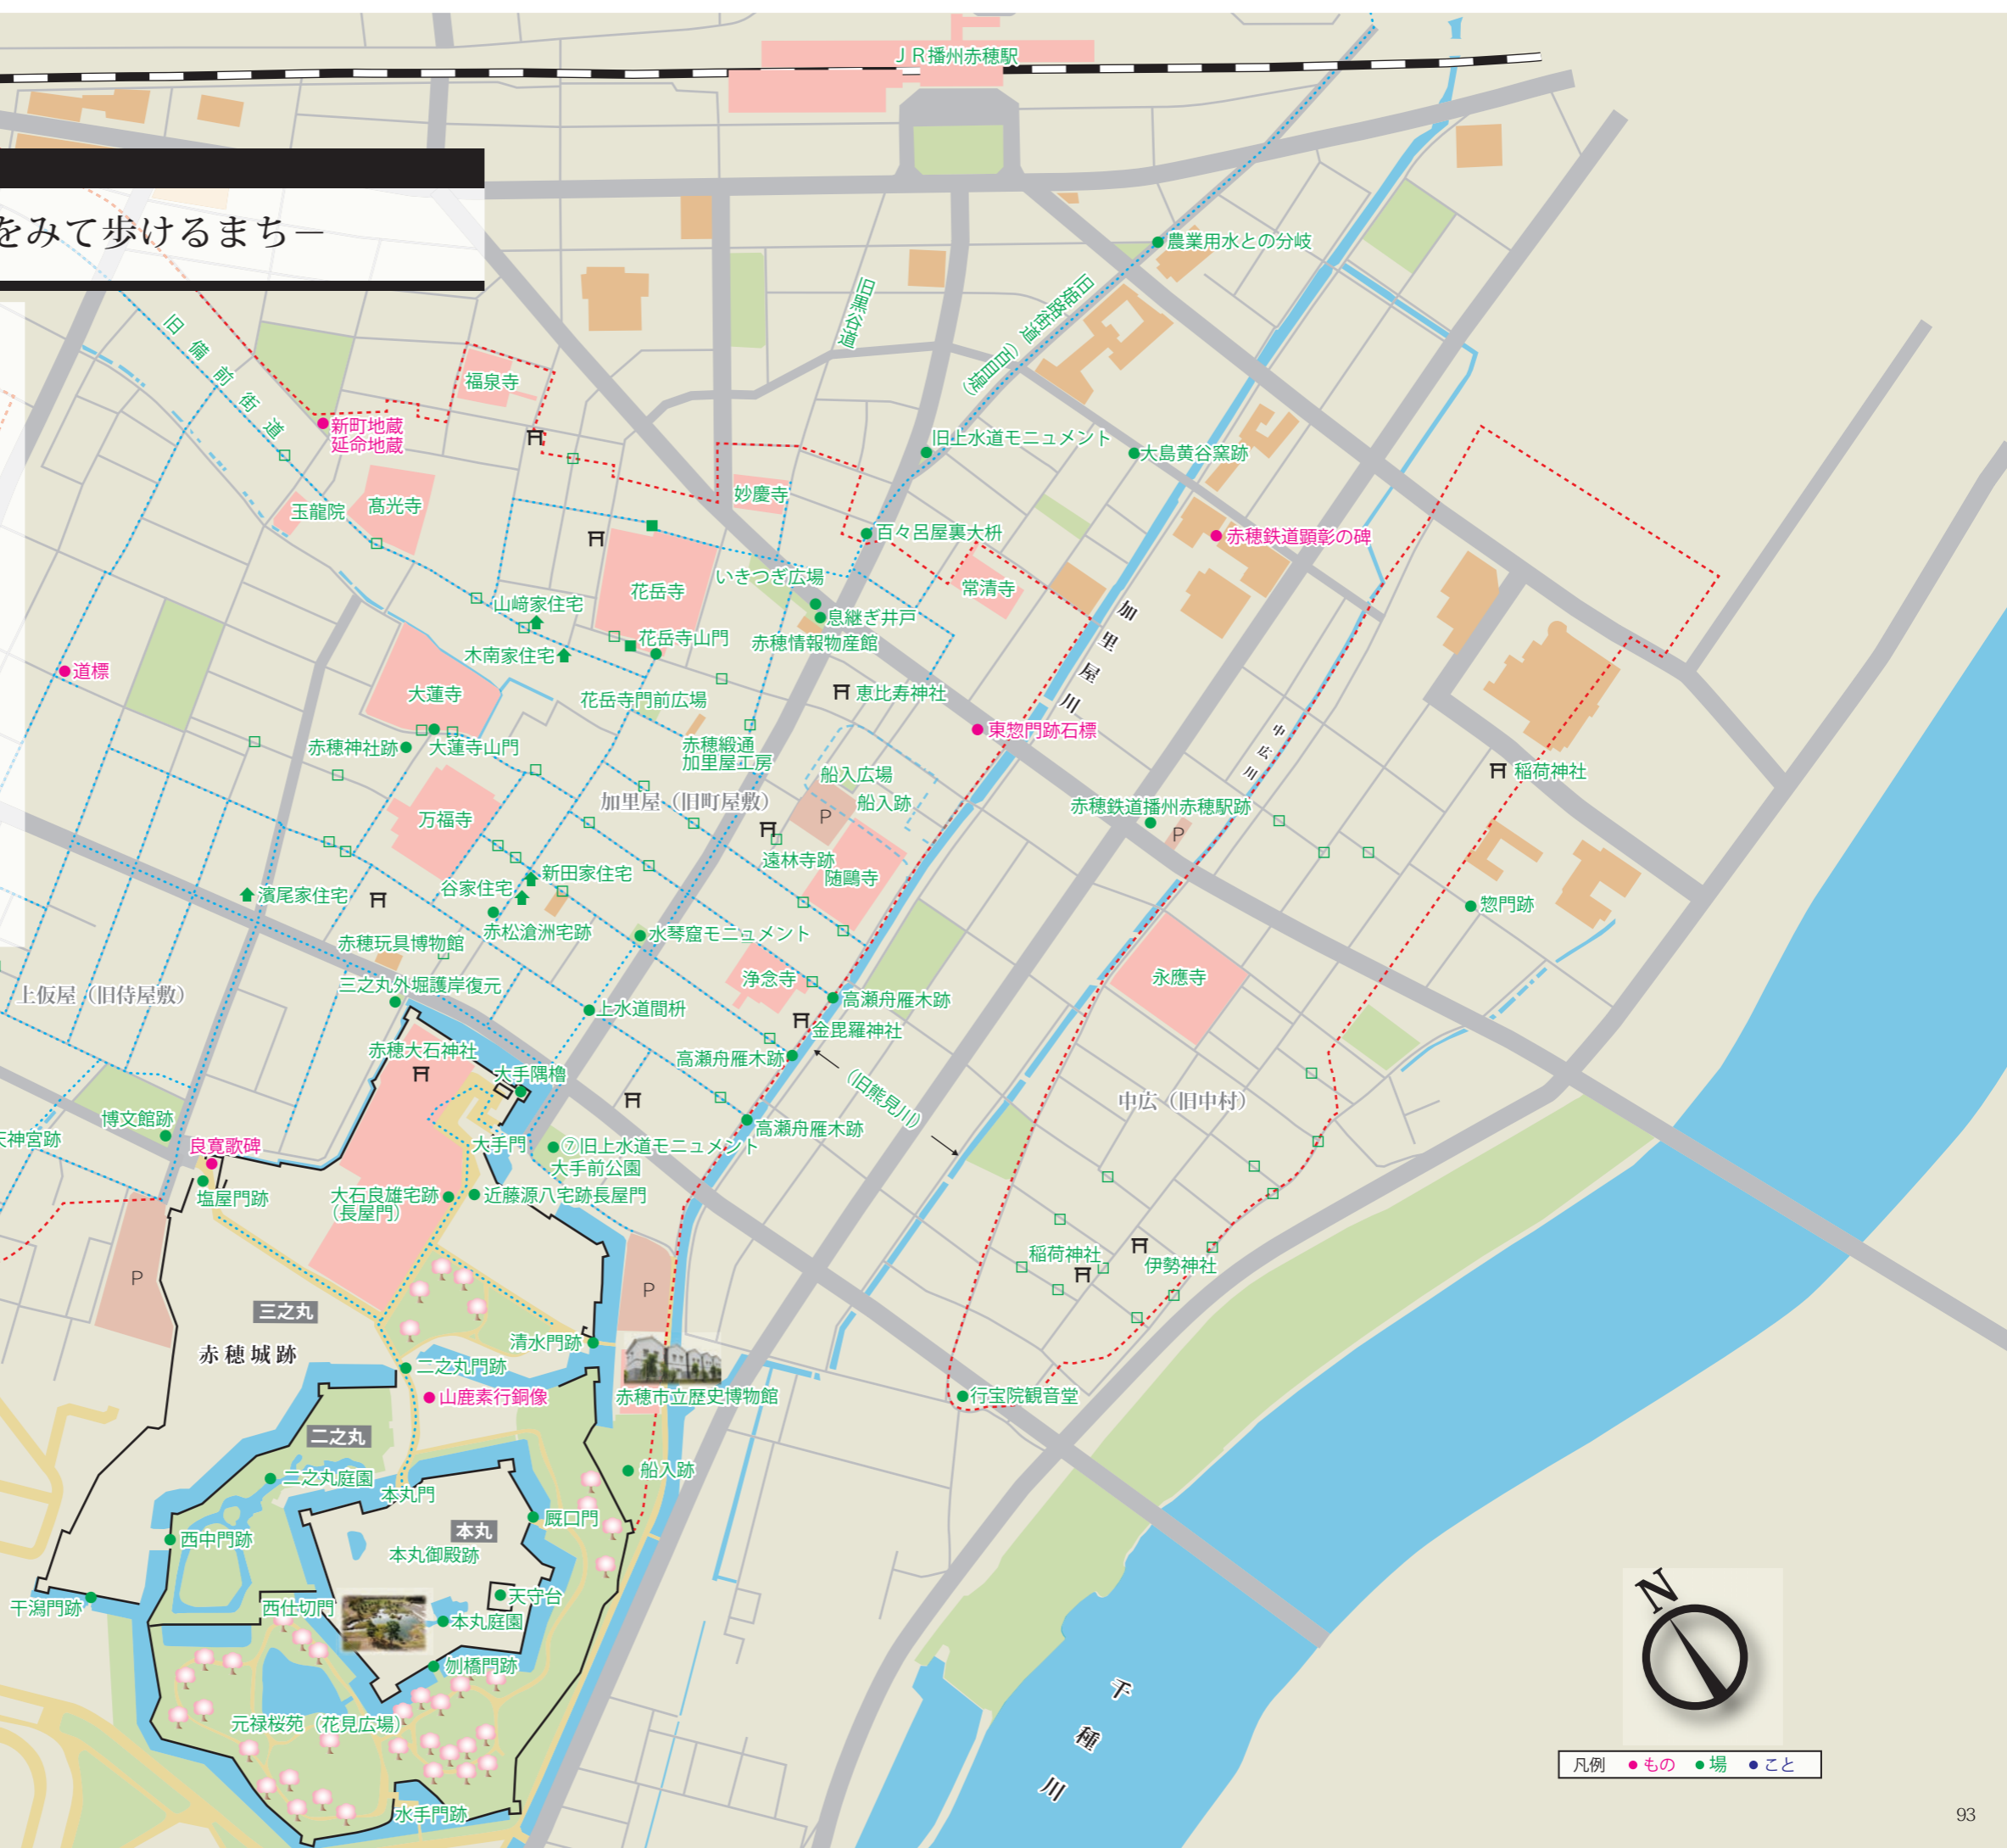 ＪＲ播州赤穂駅
をみて歩けるまち－
農業用水との分岐
旧黒谷道
旧姫路街道
（百目堤）
旧備前街道
福泉寺
新町地蔵
延命地蔵
旧上水道モニュメント
大島黄谷窯跡
妙慶寺
玉龍院
髙光寺
百々呂屋裏大枡
赤穂鉄道顕彰の碑
いきつぎ広場
花岳寺
常清寺
山﨑家住宅
息継ぎ井戸
加里屋川
花岳寺山門
赤穂情報物産館
木南家住宅
道標
大蓮寺
花岳寺門前広場
恵比寿神社
東惣門跡石標
赤穂神社跡
大蓮寺山門
赤穂緞通
加里屋工房
中広川
船入広場
稲荷神社
加里屋（旧町屋敷）
船入跡
赤穂鉄道播州赤穂駅跡
万福寺
P
P
遠林寺跡
随鷗寺
新田家住宅
谷家住宅
濱尾家住宅
惣門跡
赤松滄洲宅跡
水琴窟モニュメント
赤穂玩具博物館
浄念寺
永應寺
三之丸外堀護岸復元
上仮屋（旧侍屋敷）
高瀬舟雁木跡
上水道間枡
金毘羅神社
赤穂大石神社
高瀬舟雁木跡
大手隅櫓
（旧熊見川）
中広（旧中村）
博文館跡
高瀬舟雁木跡
天神宮跡
良寛歌碑
大手門
⑦旧上水道モニュメント
大手前公園
塩屋門跡
大石良雄宅跡
（長屋門）
近藤源八宅跡長屋門
稲荷神社
伊勢神社
P
P
三之丸
清水門跡
赤穂城跡
二之丸門跡
山鹿素行銅像
赤穂市立歴史博物館
行宝院観音堂
二之丸
二之丸庭園
船入跡
本丸門
厩口門
本丸
西中門跡
本丸御殿跡
天守台
干潟門跡
西仕切門
本丸庭園
刎橋門跡
千種川
元禄桜苑（花見広場）
水手門跡
N
凡例 ●もの ●場 ●こと
93